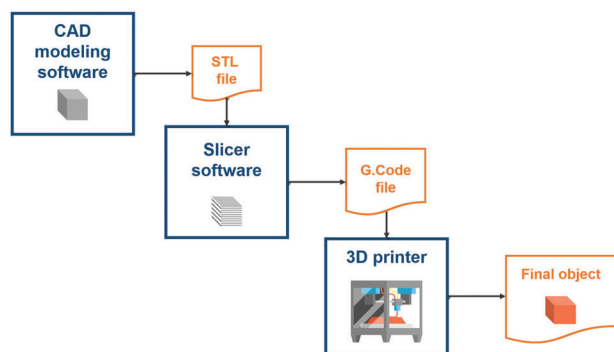 CAD
modeling
software
STL
file
Slicer
software
G.Code
file
3D printer
Final object